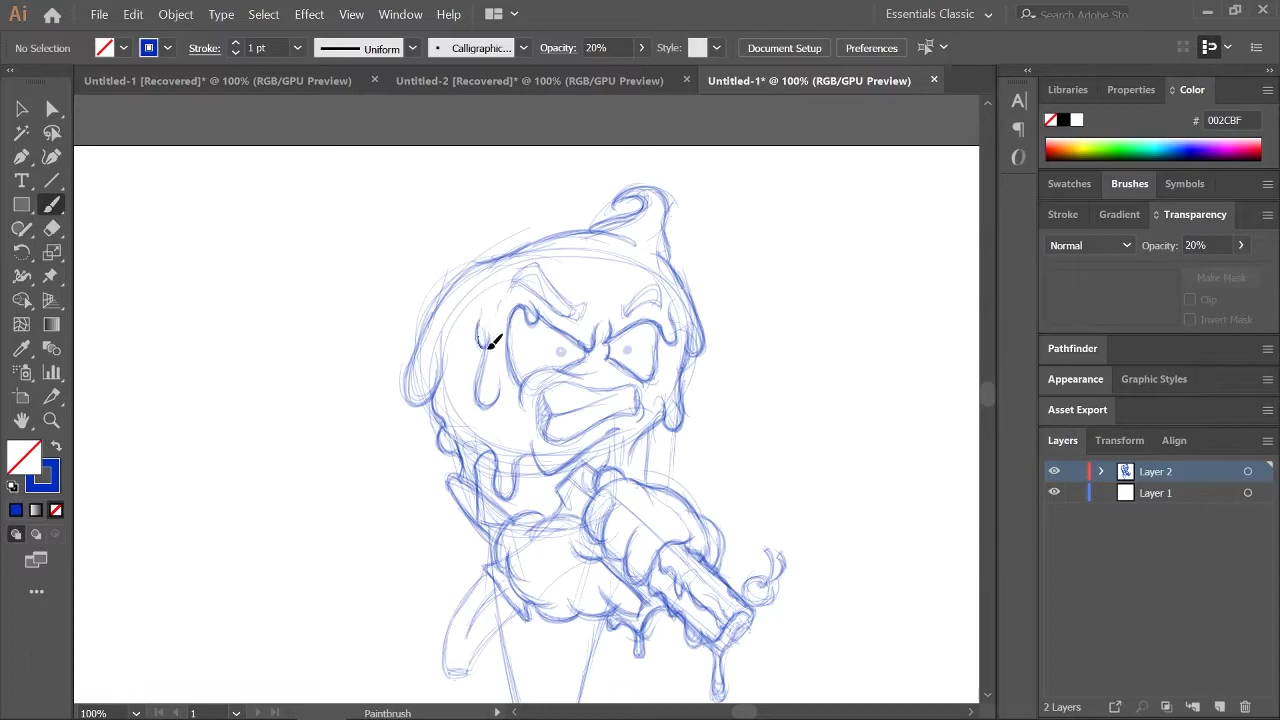 Ai File Edit Object Type Select Effect View Window Help Essentials Classic Search Adobe Sto
No Selection Stroke: 1 pt Uniform Calligraphic... Opacity: 20% Style: Document Setup Preferences
Untitled-1 [Recovered]* @ 100% (RGB/GPU Preview) Untitled-2 [Recovered]* @ 100% (RGB/GPU Preview) Untitled-1* @ 100% (RGB/GPU Preview)
Libraries Properties Color
# 002CBF
Swatches Brushes Symbols
Stroke Gradient Transparency
Normal Opacity: 20%
Make Mask
Clip
Invert Mask
Pathfinder
Appearance Graphic Styles
Asset Export
Layers Transform Align
Layer 2
Layer 1
2 Layers
100% 1 Paintbrush